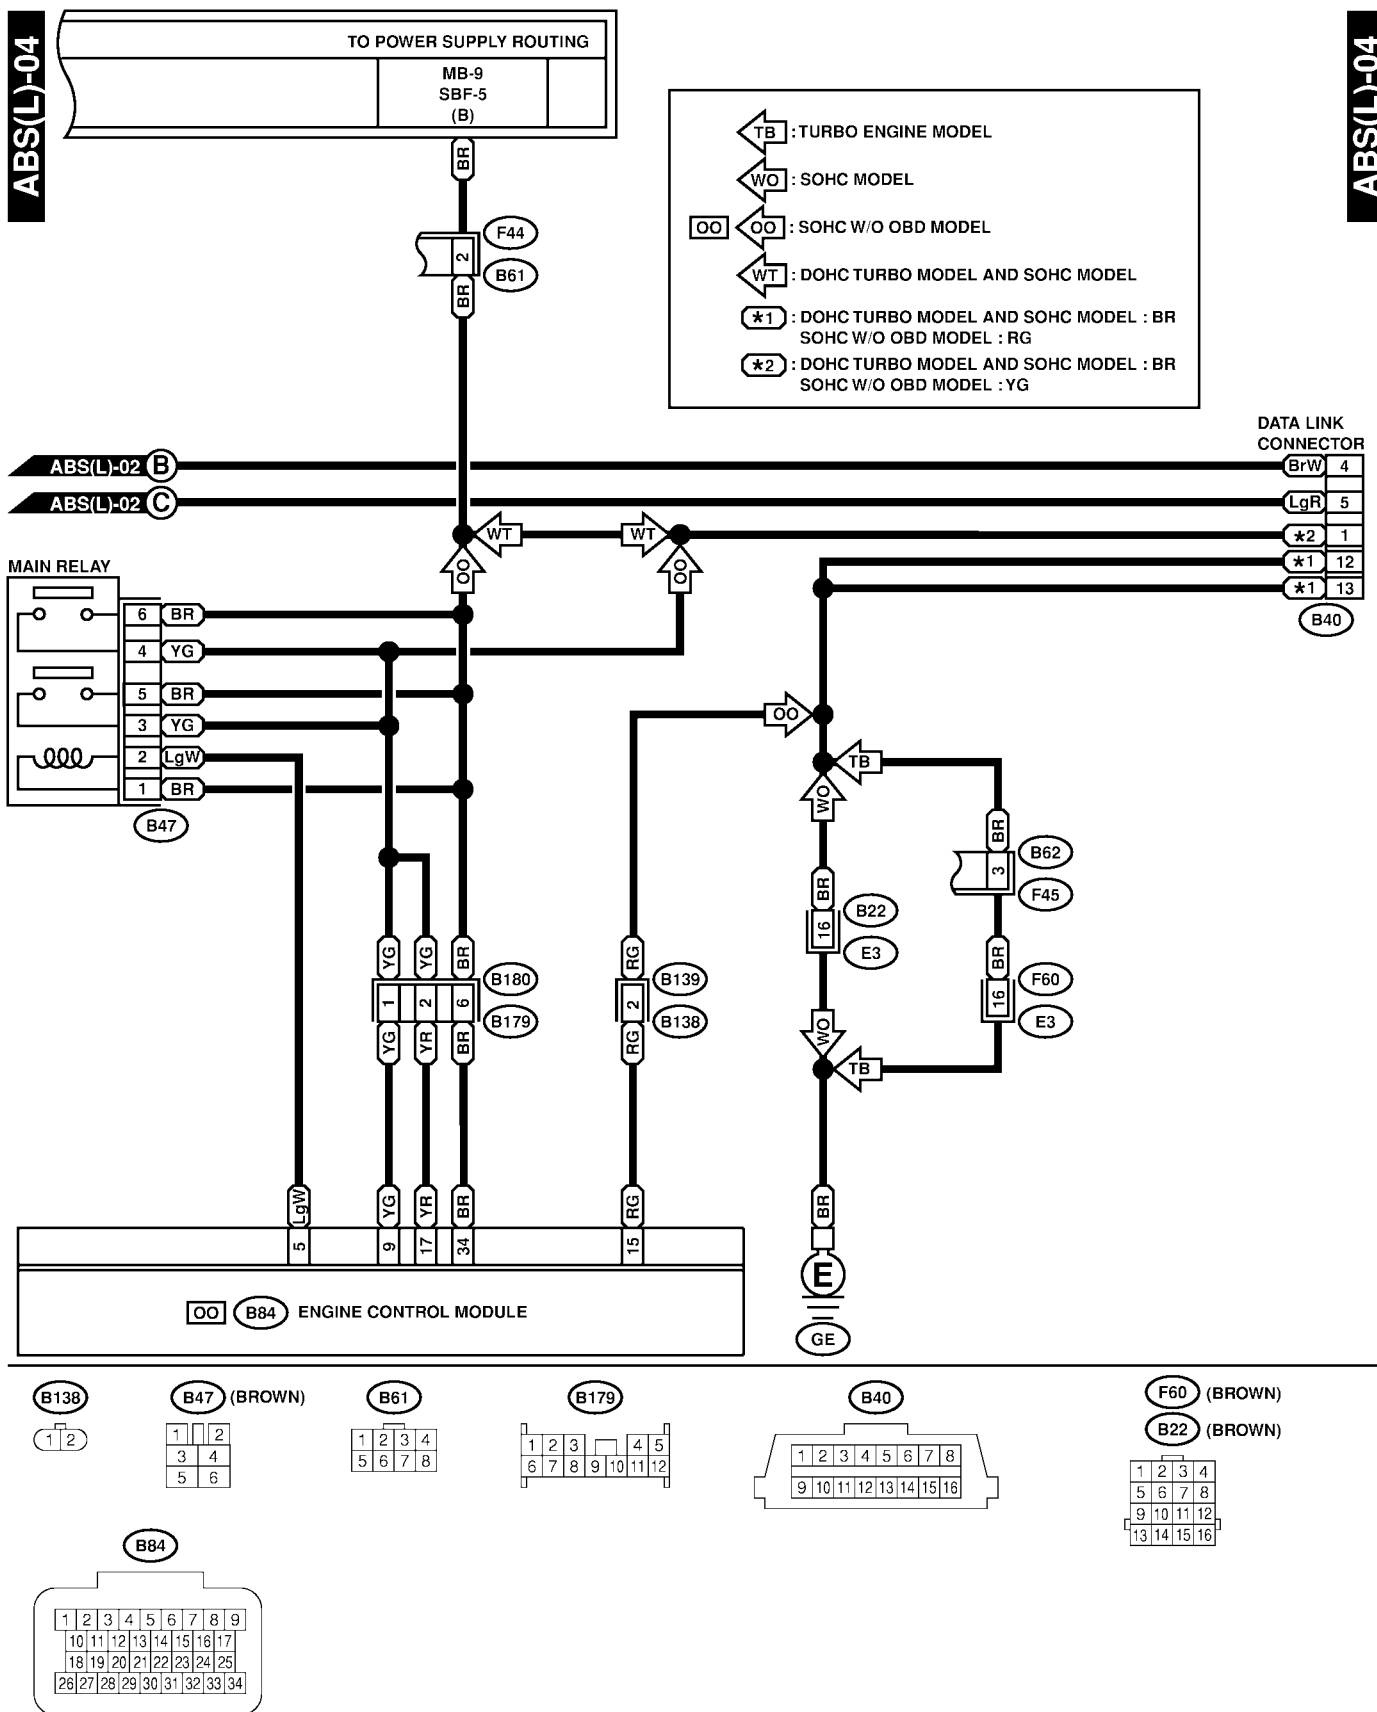 ABS(L)-04
ABS(L)-04
TO POWER SUPPLY ROUTING
MB-9
SBF-5
(B)
BR
TB : TURBO ENGINE MODEL
WO : SOHC MODEL
OO OO : SOHC W/O OBD MODEL
WT : DOHC TURBO MODEL AND SOHC MODEL
*1 : DOHC TURBO MODEL AND SOHC MODEL : BR
SOHC W/O OBD MODEL : RG
*2 : DOHC TURBO MODEL AND SOHC MODEL : BR
SOHC W/O OBD MODEL : YG
F44
2
B61
BR
DATA LINK
CONNECTOR
ABS(L)-02 B
BrW 4
ABS(L)-02 C
LgR 5
WT WT
*2 1
*1 12
*1 13
B40
OO OO
MAIN RELAY
6 BR
4 YG
5 BR
3 YG
2 LgW
1 BR
B47
OO
TB
WO
BR
B62
3
F45
BR
B22
16
E3
BR
F60
16
E3
YG YG BR
B180
1 2 6
B179
YG YR BR
RG
B139
2
B138
RG
WO
TB
LgW YG YR BR RG BR
5 9 17 34 15
E
GE
OO B84 ENGINE CONTROL MODULE
B138
1 2
B47 (BROWN)
1 2
3 4
5 6
B61
1 2 3 4
5 6 7 8
B179
1 2 3 4 5
6 7 8 9 10 11 12
B40
1 2 3 4 5 6 7 8
9 10 11 12 13 14 15 16
F60 (BROWN)
B22 (BROWN)
1 2 3 4
5 6 7 8
9 10 11 12
13 14 15 16
B84
1 2 3 4 5 6 7 8 9
10 11 12 13 14 15 16 17
18 19 20 21 22 23 24 25
26 27 28 29 30 31 32 33 34